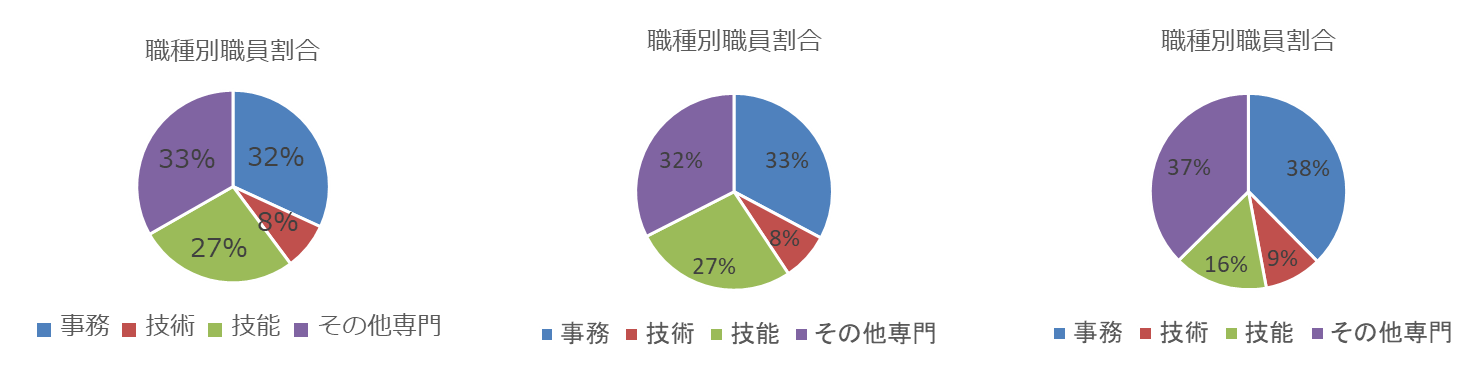 職種別職員割合
33%
32%
8%
27%
事務 技術 技能 その他専門
職種別職員割合
32%
33%
8%
27%
事務 技術 技能 その他専門
職種別職員割合
37%
38%
16%
9%
事務 技術 技能 その他専門